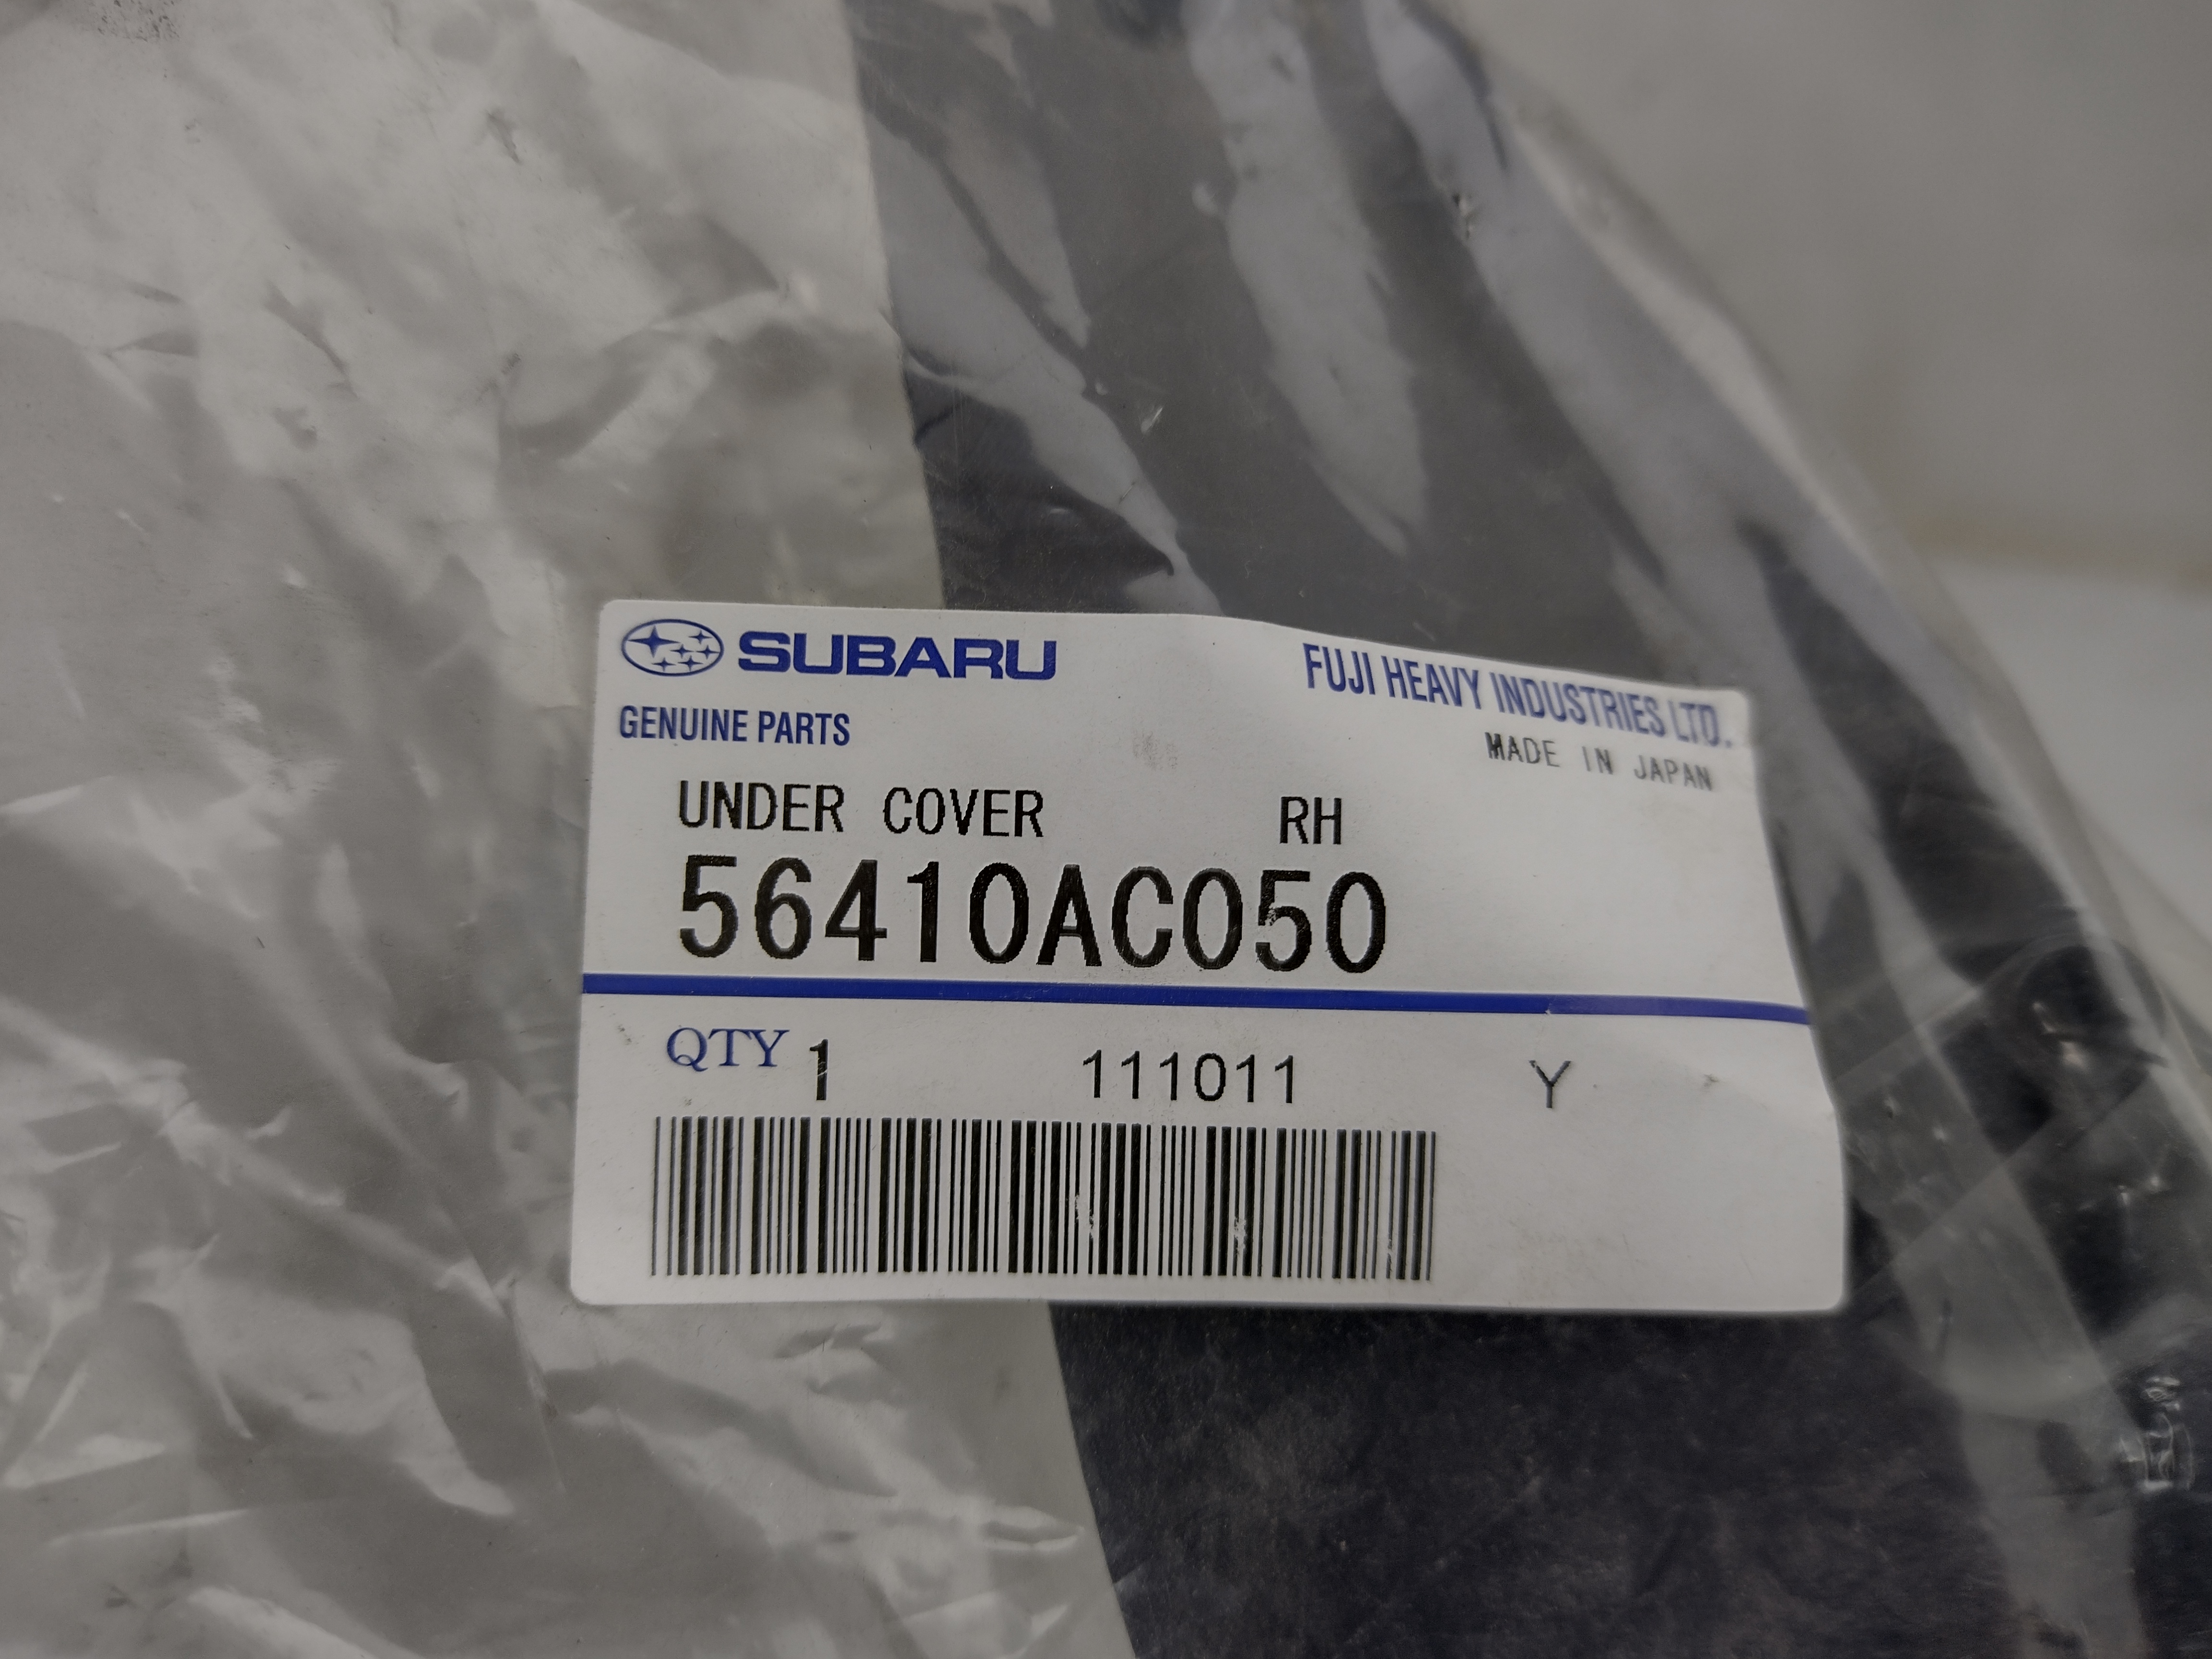 SUBARU
FUJI HEAVY INDUSTRIES LTD.
GENUINE PARTS
MADE IN JAPAN
UNDER COVER RH
56410AC050
QTY 1 111011 Y